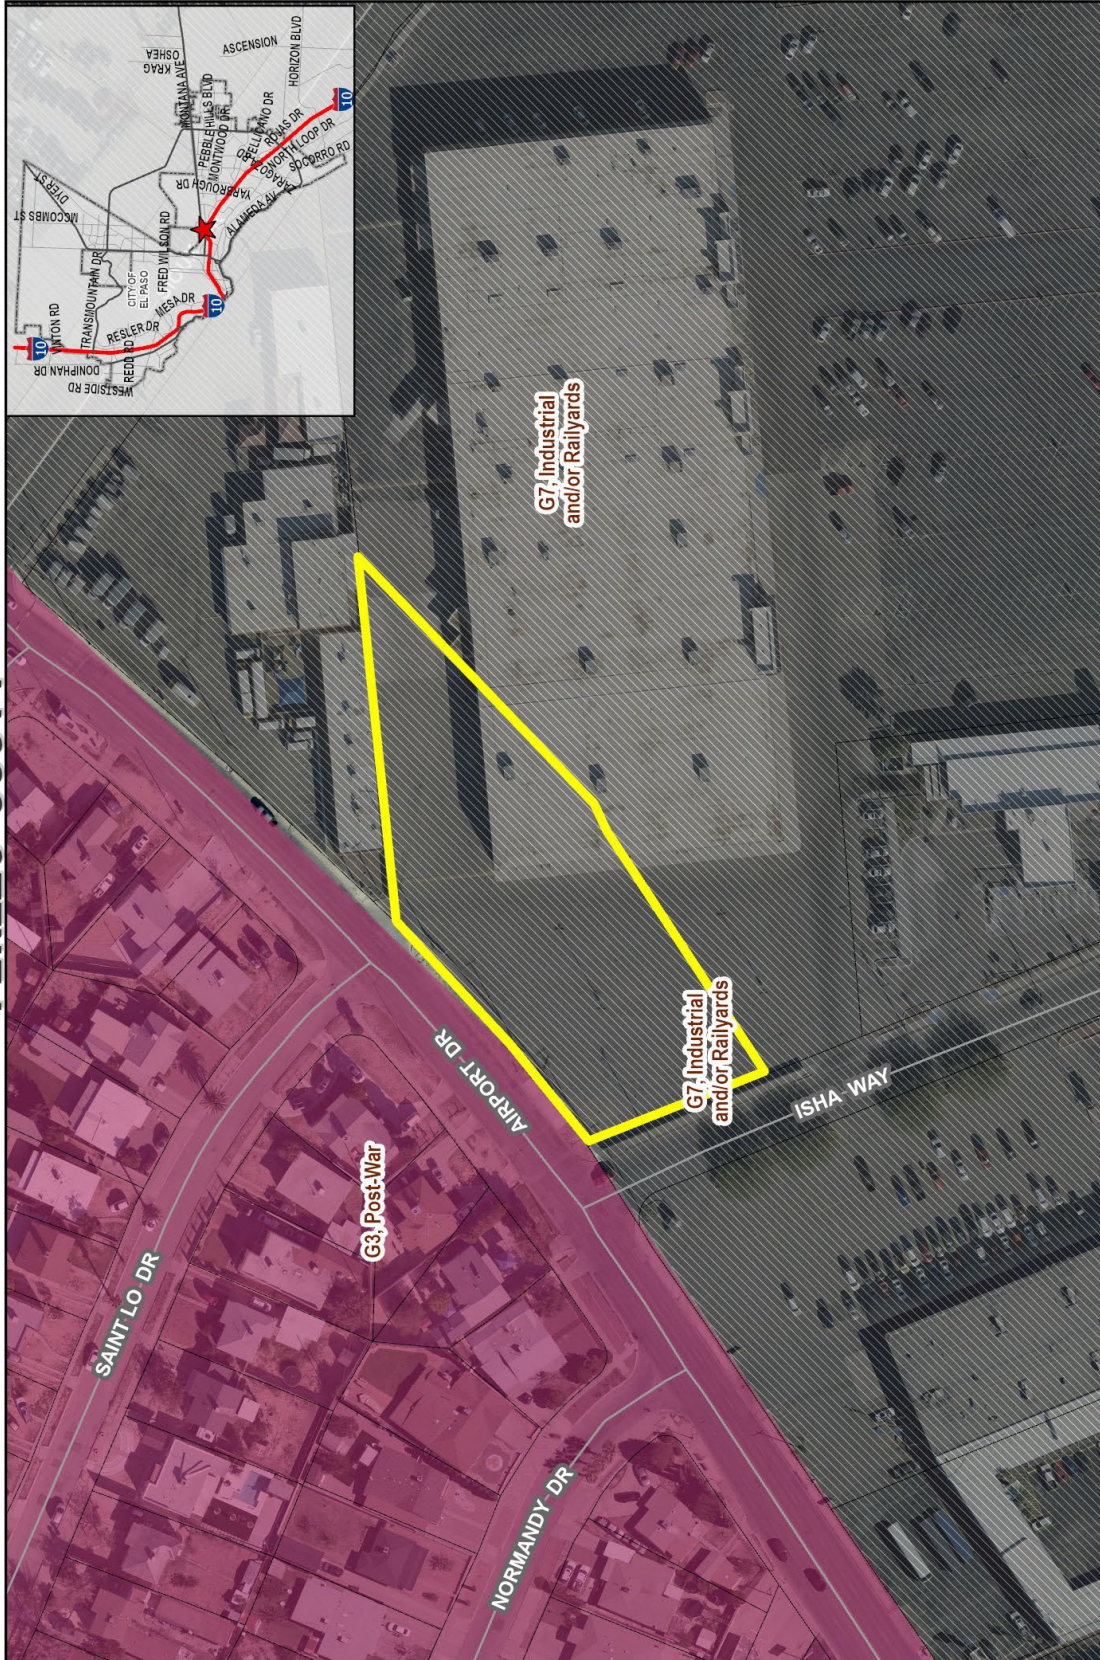 MCCOMBS ST
DYER ST
VINTON RD
DONIPHAN DR
WESTSIDE RD
REDD RD
TRANSMOUNTAIN DR
RESLER DR
MESA DR
CITY OF
EL PASO
FRED WILSON RD
MONTANA AVE
KRAG
OSHEA
ASCENSION
HORIZON BLVD
PEBBLE HILLS BLVD
MONTWOOD DR
PELLICANO DR
ROJAS DR
YARBROUGH DR
ZARAGOZA RD
NORTH LOOP DR
SOCORRO RD
ALAMEDA AV
10
10
10
G7, Industrial
and/or Railyards
G7, Industrial
and/or Railyards
G3, Post-War
SAINT LO DR
AIRPORT DR
NORMANDY DR
ISHA WAY